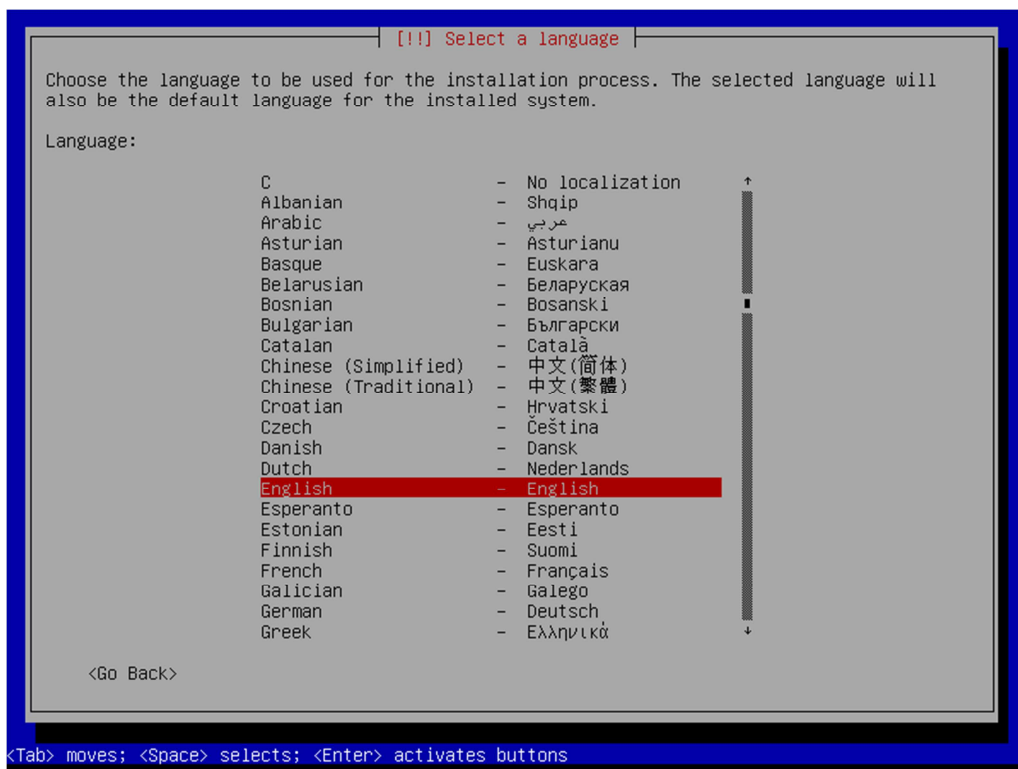 [!!] Select a language
Choose the language to be used for the installation process. The selected language will
also be the default language for the installed system.
Language:
C - No localization
Albanian - Shqip
Arabic - عربي
Asturian - Asturianu
Basque - Euskara
Belarusian - Беларуская
Bosnian - Bosanski
Bulgarian - Български
Catalan - Català
Chinese (Simplified) - 中文(简体)
Chinese (Traditional) - 中文(繁體)
Croatian - Hrvatski
Czech - Čeština
Danish - Dansk
Dutch - Nederlands
English - English
Esperanto - Esperanto
Estonian - Eesti
Finnish - Suomi
French - Français
Galician - Galego
German - Deutsch
Greek - Ελληνικά
<Go Back>
<Tab> moves; <Space> selects; <Enter> activates buttons